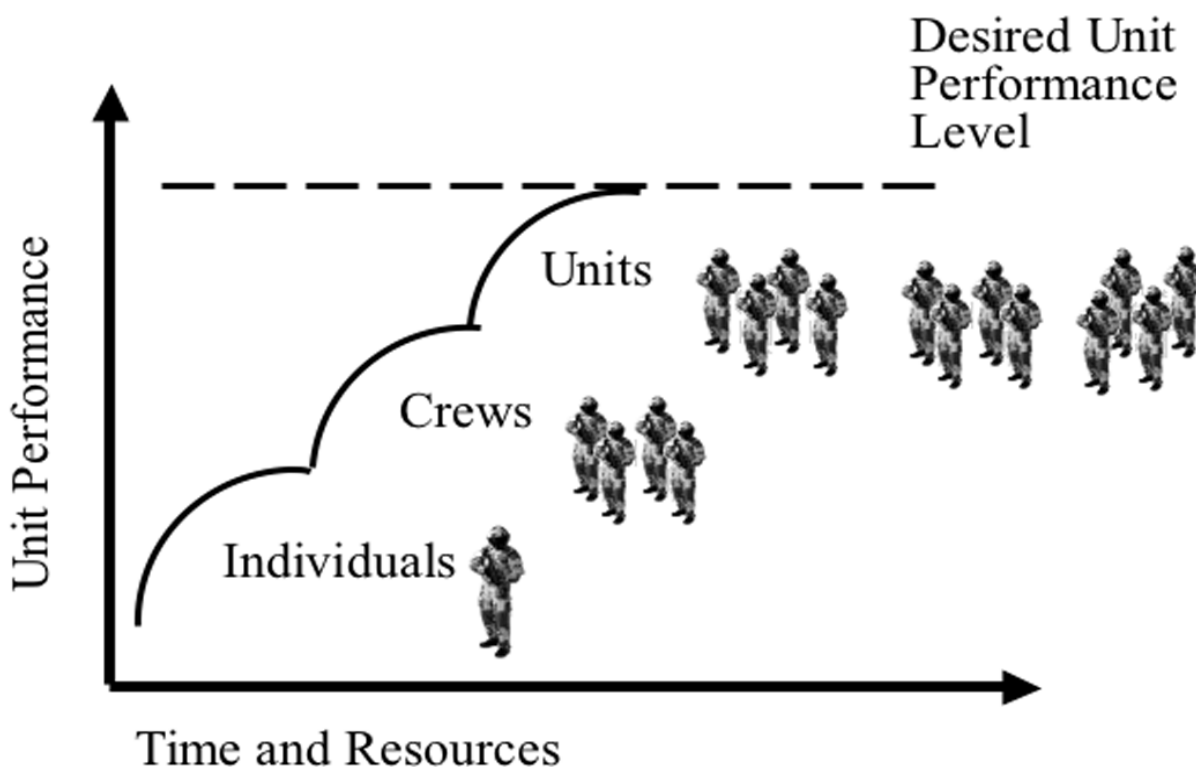 Desired Unit
Performance
Level
Unit Performance
Units
Crews
Individuals
Time and Resources